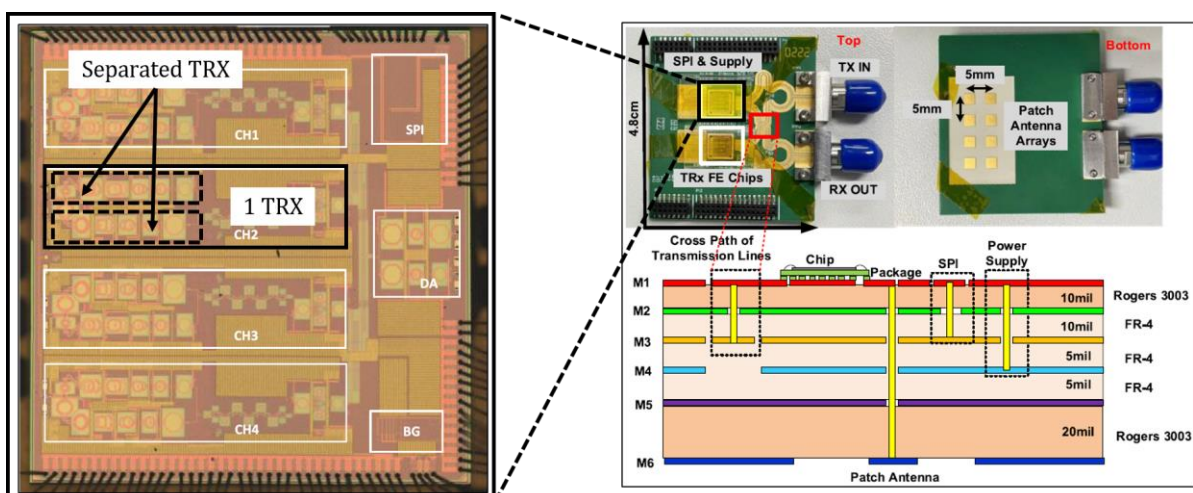 Separated TRX
CH1
SPI
1 TRX
CH2
DA
CH3
CH4
BG
Top
Bottom
SPI & Supply
TX IN
4.8cm
TRx FE Chips
RX OUT
5mm
5mm
Patch
Antenna
Arrays
Cross Path of
Transmission Lines
Chip
Package
SPI
Power
Supply
M1
10mil
Rogers 3003
M2
10mil
FR-4
M3
5mil
FR-4
M4
5mil
FR-4
M5
20mil
Rogers 3003
M6
Patch Antenna